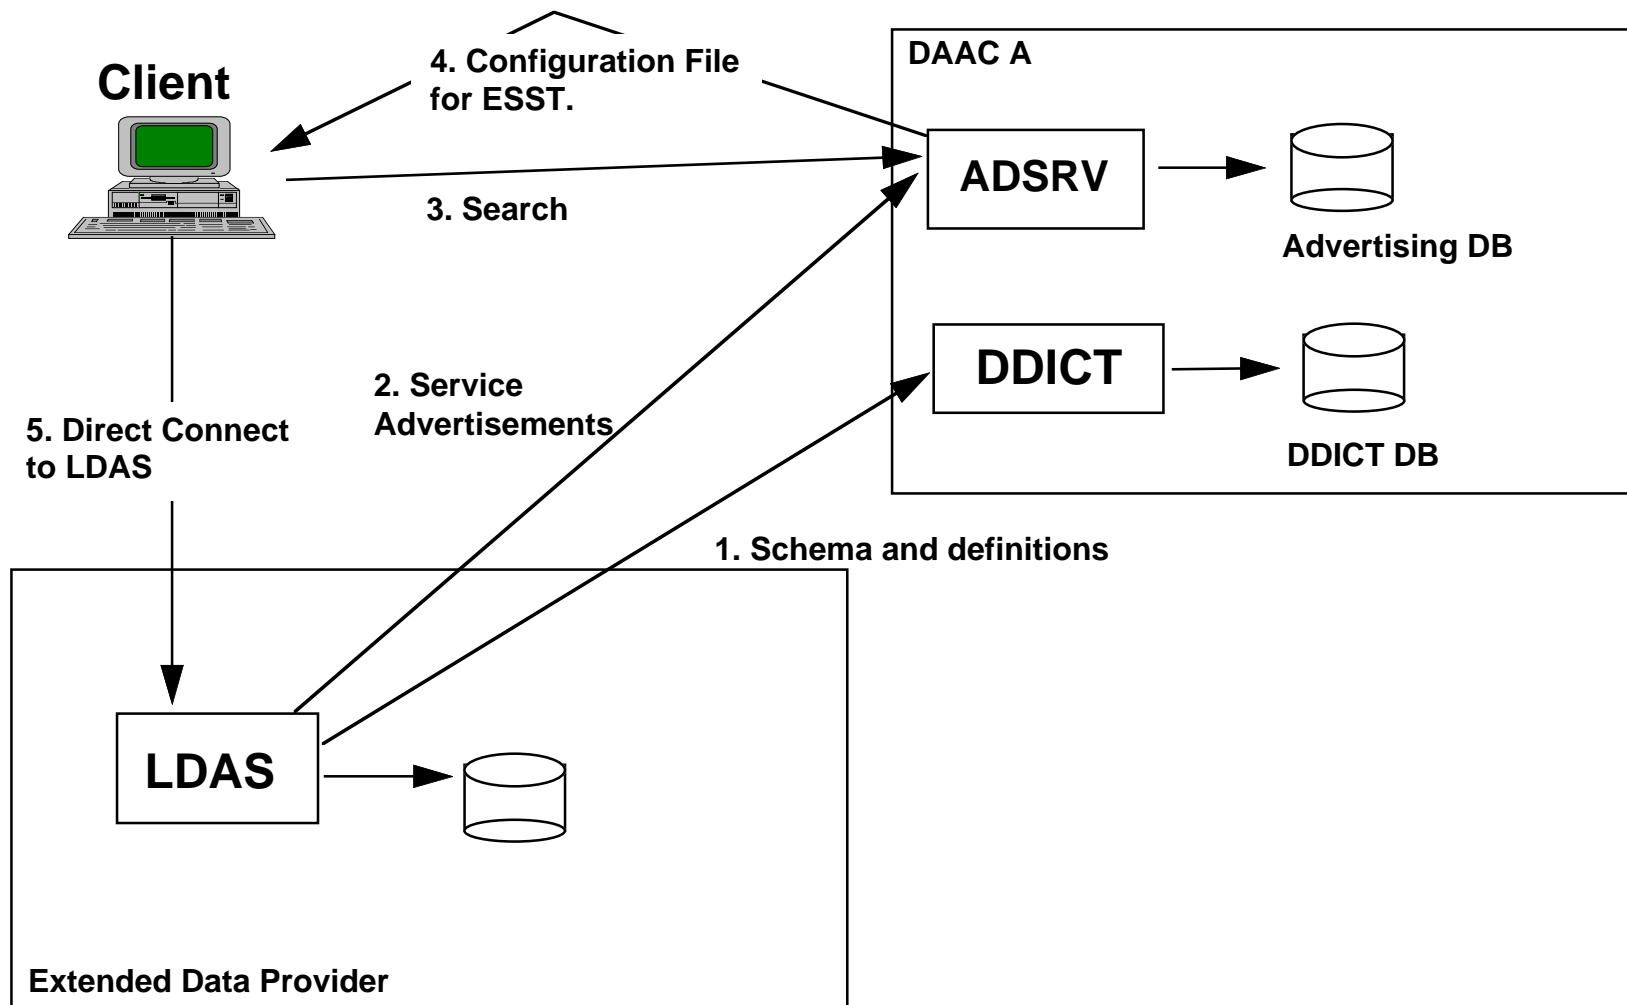 4. Configuration File
for ESST.
DAAC A
Client
ADSRV
3. Search
Advertising DB
DDICT
2. Service
Advertisements
5. Direct Connect
to LDAS
DDICT DB
1. Schema and definitions
LDAS
Extended Data Provider